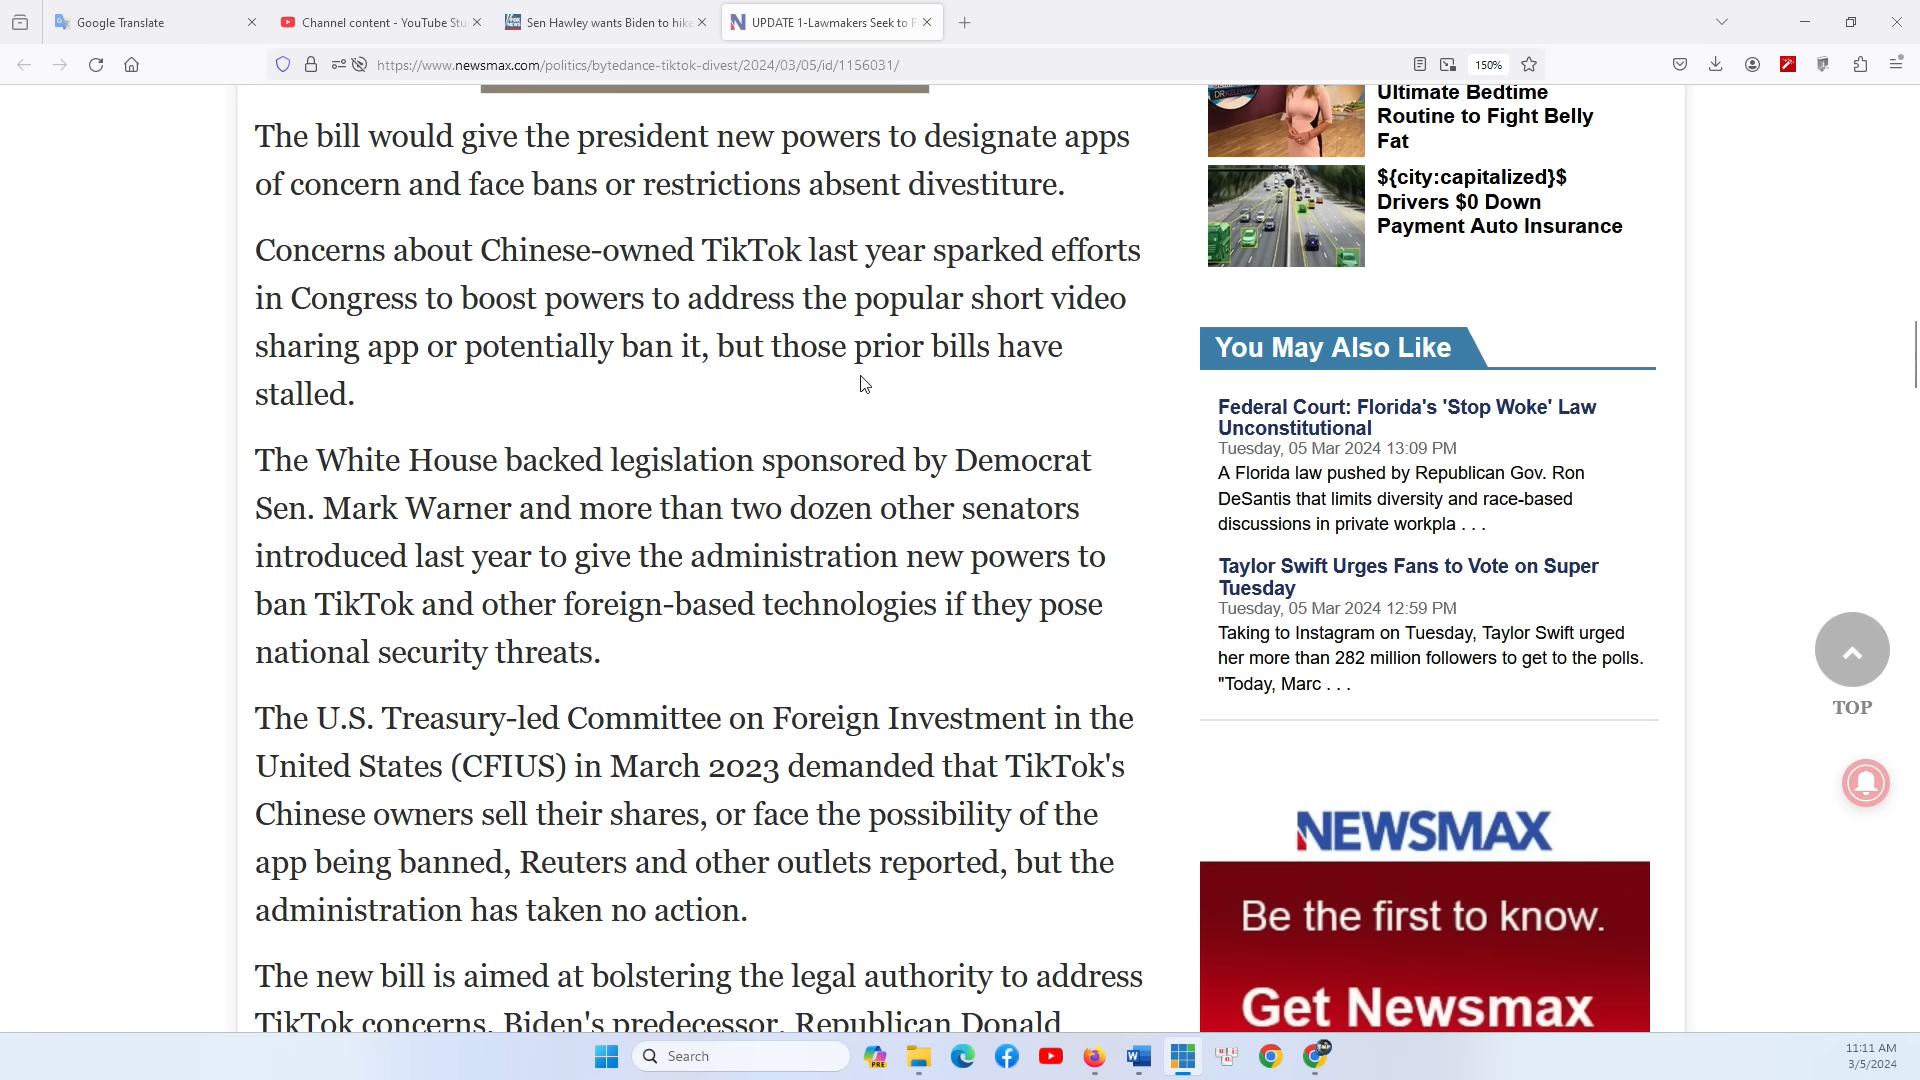 Google Translate
Channel content - YouTube Stu
Sen Hawley wants Biden to hike
UPDATE 1-Lawmakers Seek to F
https://www.newsmax.com/politics/bytedance-tiktok-divest/2024/03/05/id/1156031/
150%
The bill would give the president new powers to designate apps
of concern and face bans or restrictions absent divestiture.
Concerns about Chinese-owned TikTok last year sparked efforts
in Congress to boost powers to address the popular short video
sharing app or potentially ban it, but those prior bills have
stalled.
The White House backed legislation sponsored by Democrat
Sen. Mark Warner and more than two dozen other senators
introduced last year to give the administration new powers to
ban TikTok and other foreign-based technologies if they pose
national security threats.
The U.S. Treasury-led Committee on Foreign Investment in the
United States (CFIUS) in March 2023 demanded that TikTok's
Chinese owners sell their shares, or face the possibility of the
app being banned, Reuters and other outlets reported, but the
administration has taken no action.
The new bill is aimed at bolstering the legal authority to address
TikTok concerns. Biden's predecessor, Republican Donald
Ultimate Bedtime
Routine to Fight Belly
Fat
${city:capitalized}$
Drivers $0 Down
Payment Auto Insurance
You May Also Like
Federal Court: Florida's 'Stop Woke' Law
Unconstitutional
Tuesday, 05 Mar 2024 13:09 PM
A Florida law pushed by Republican Gov. Ron
DeSantis that limits diversity and race-based
discussions in private workpla . . .
Taylor Swift Urges Fans to Vote on Super
Tuesday
Tuesday, 05 Mar 2024 12:59 PM
Taking to Instagram on Tuesday, Taylor Swift urged
her more than 282 million followers to get to the polls.
"Today, Marc . . .
NEWSMAX
Be the first to know.
Get Newsmax
TOP
Search
PRE
11:11 AM
3/5/2024